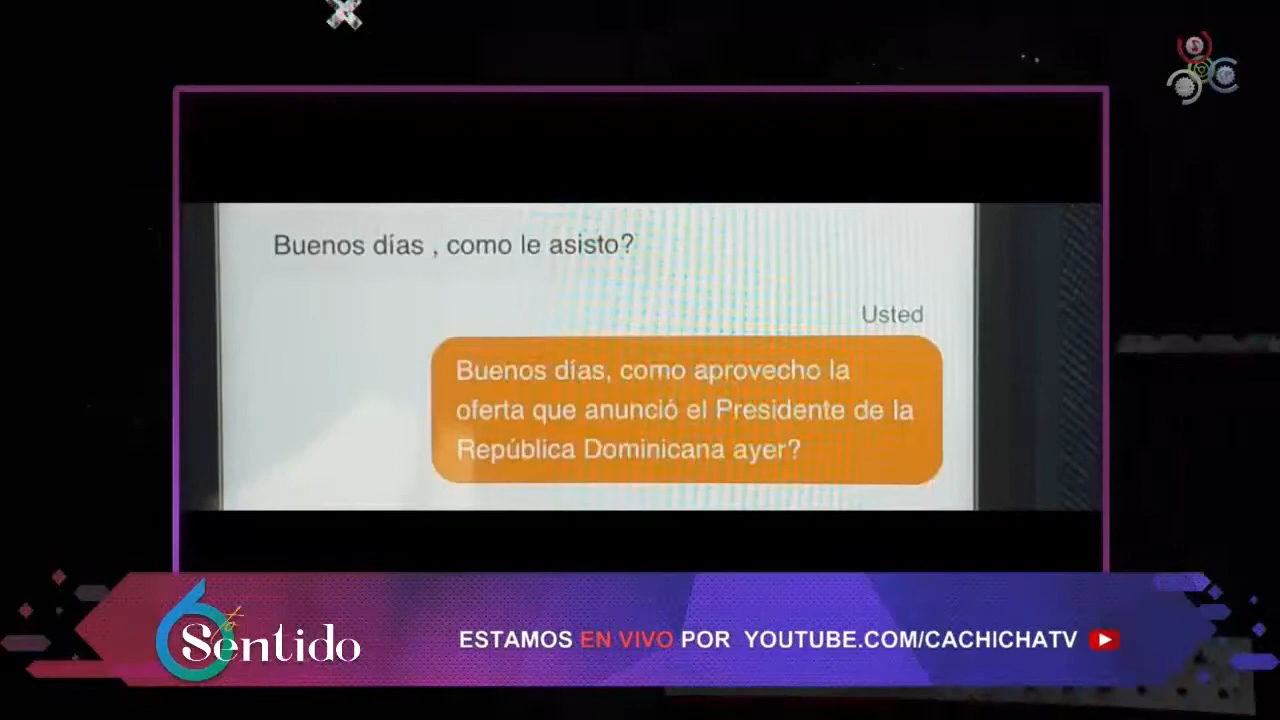 Buenos días , como le asisto?
Usted
Buenos días, como aprovecho la
oferta que anunció el Presidente de la
República Dominicana ayer?
6to Sentido
ESTAMOS EN VIVO POR YOUTUBE.COM/CACHICHATV